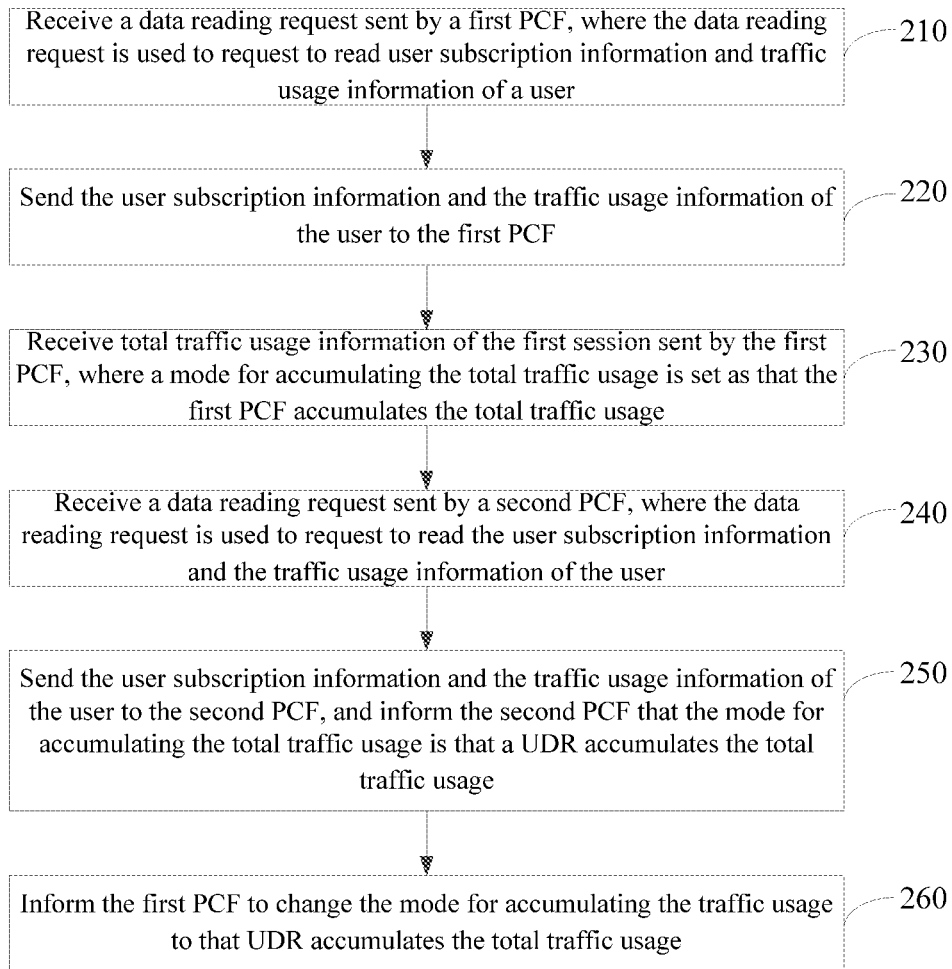 Receive a data reading request sent by a first PCF, where the data
reading request is used to request to read user subscription
information and traffic
usage information of a user
210
Send the user subscription information and the traffic usage information of
the user to the first PCF
220
Receive total traffic usage information of the first session sent by the first
PCF, where a mode for accumulating the total traffic usage is set as that the
first PCF accumulates the total traffic usage
230
Receive a data reading request sent by a second PCF, where the data
reading request is used to request to read the user subscription information
and the traffic usage information of the user
240
Send the user subscription information and the traffic usage information of
the user to the second PCF, and inform the second PCF that the mode for
accumulating the total traffic usage is that a UDR accumulates the total
traffic usage
250
Inform the first PCF to change the mode for accumulating the traffic usage
to that UDR accumulates the total traffic usage
260